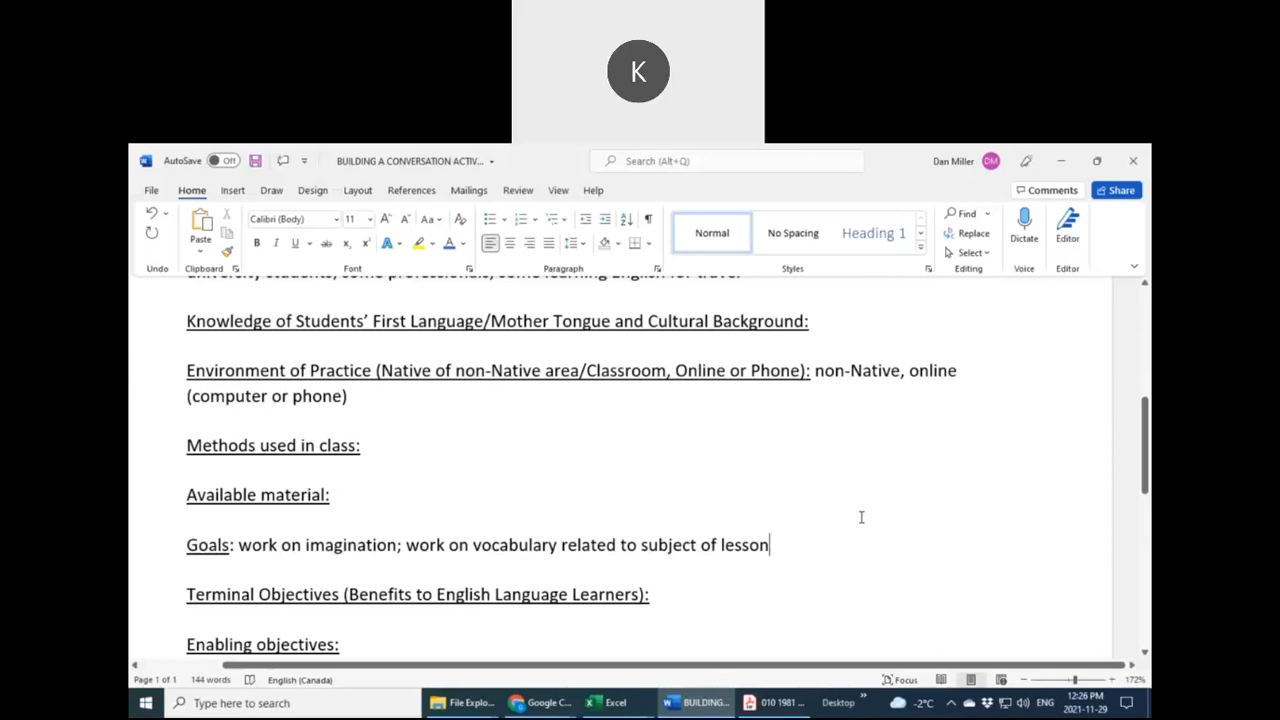 K
AutoSave Off BUILDING A CONVERSATION ACTIV... Search (Alt+Q) Dan Miller DM
File Home Insert Draw Design Layout References Mailings Review View Help Comments Share
Calibri (Body) 11 Normal No Spacing Heading 1 Find
Paste Replace Dictate Editor
Select
Undo Clipboard Font Paragraph Styles Editing Voice Editor
Knowledge of Students' First Language/Mother Tongue and Cultural Background:
Environment of Practice (Native of non-Native area/Classroom, Online or Phone): non-Native, online
(computer or phone)
Methods used in class:
Available material:
Goals: work on imagination; work on vocabulary related to subject of lesson
Terminal Objectives (Benefits to English Language Learners):
Enabling objectives:
Page 1 of 1 144 words English (Canada) Focus 172%
Type here to search File Explo... Google C... Excel BUILDING... 010 1981 ... Desktop -2°C ENG 12:26 PM
2021-11-29